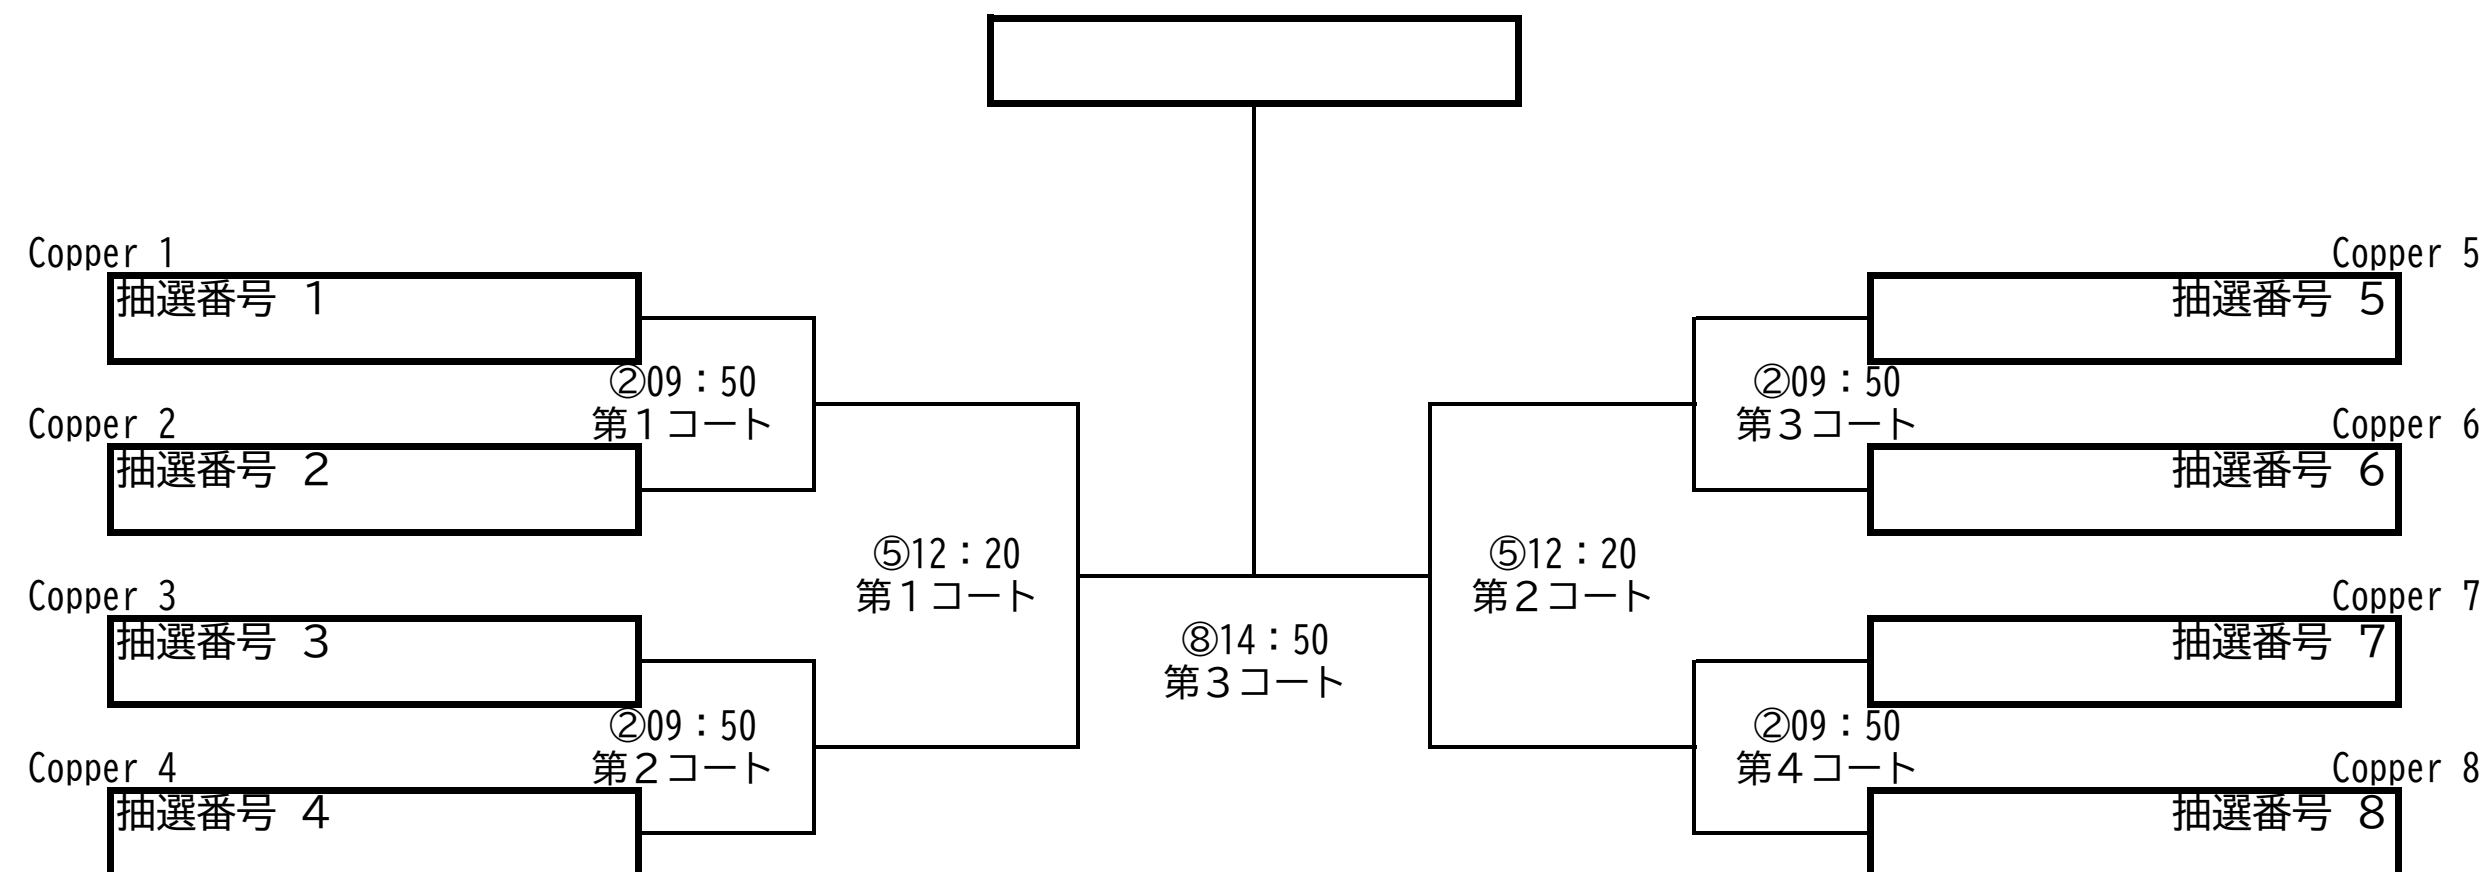 Copper 1
抽選番号 1
②09：50
第1コート
Copper 2
抽選番号 2
⑤12：20
第1コート
Copper 3
抽選番号 3
②09：50
第2コート
Copper 4
抽選番号 4
⑧14：50
第3コート
Copper 5
抽選番号 5
②09：50
第3コート
Copper 6
抽選番号 6
⑤12：20
第2コート
Copper 7
抽選番号 7
②09：50
第4コート
Copper 8
抽選番号 8